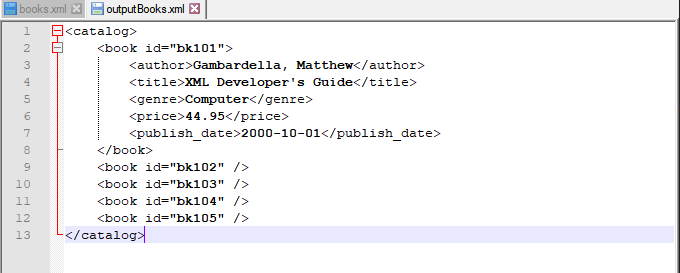 books.xml outputBooks.xml
1 <catalog>
2 <book id="bk101">
3 <author>Gambardella, Matthew</author>
4 <title>XML Developer's Guide</title>
5 <genre>Computer</genre>
6 <price>44.95</price>
7 <publish_date>2000-10-01</publish_date>
8 </book>
9 <book id="bk102" />
10 <book id="bk103" />
11 <book id="bk104" />
12 <book id="bk105" />
13 </catalog>